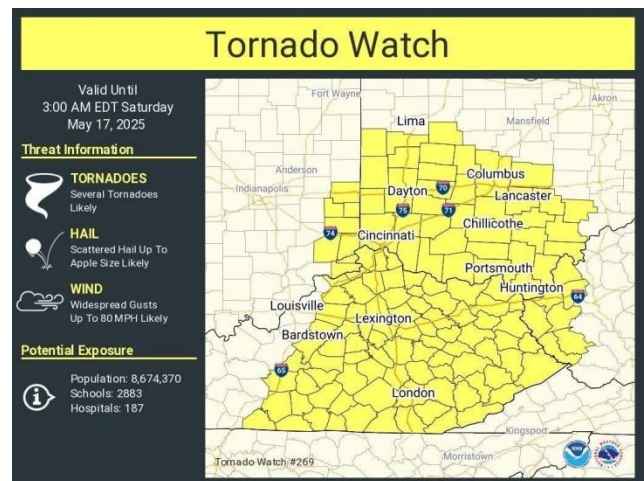 Tornado Watch
Valid Until
3:00 AM EDT Saturday
May 17, 2025
Threat Information
TORNADOES
Several Tornadoes
Likely
HAIL
Scattered Hail Up To
Apple Size Likely
WIND
Widespread Gusts
Up To 80 MPH Likely
Potential Exposure
Population: 8,674,370
Schools: 2883
Hospitals: 187
Fort Wayne
Akron
Lima
Mansfield
Anderson
Columbus
Indianapolis
Dayton
70
Lancaster
75
71
Chillicothe
74
Cincinnati
Portsmouth
Huntington
64
Louisville
Lexington
Bardstown
65
London
Kingsport
Morristown
Tornado Watch #269